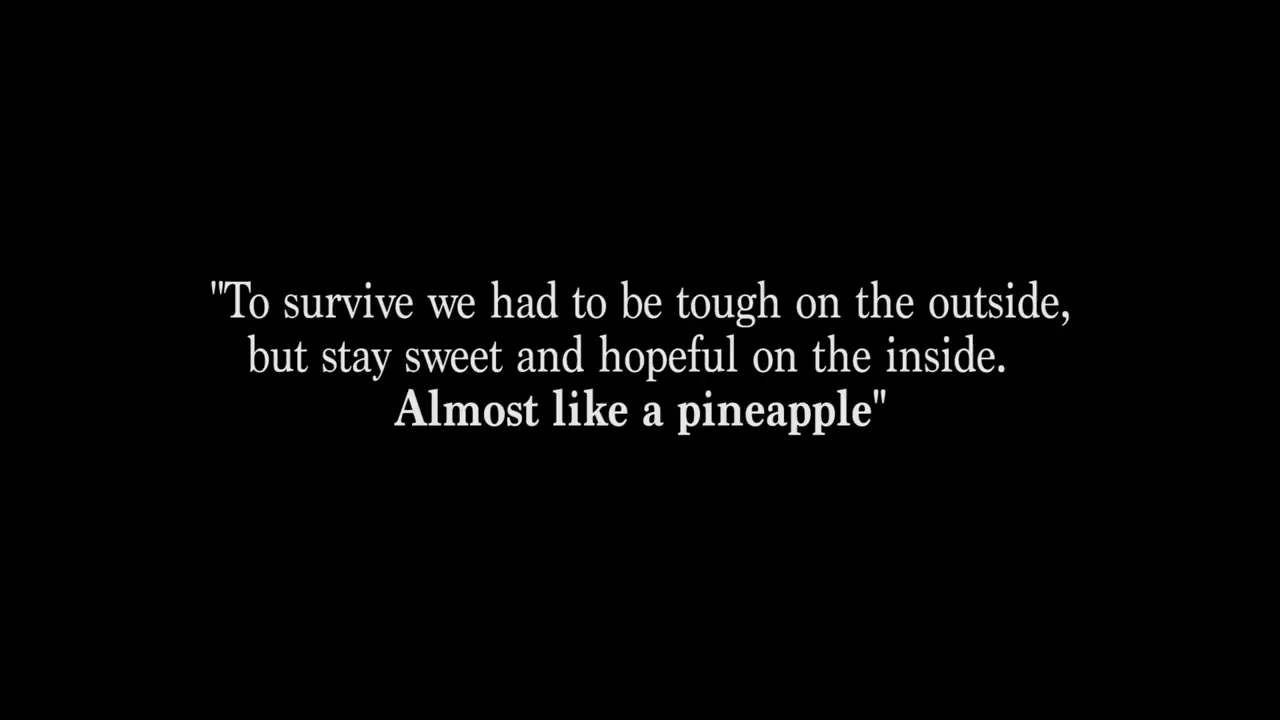 "To survive we had to be tough on the outside,
but stay sweet and hopeful on the inside.
Almost like a pineapple"